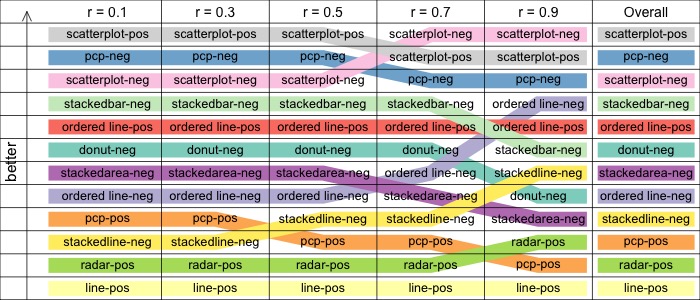 r = 0.1 r = 0.3 r = 0.5 r = 0.7 r = 0.9 Overall
scatterplot-pos scatterplot-pos scatterplot-pos scatterplot-neg scatterplot-neg scatterplot-pos
pcp-neg pcp-neg pcp-neg scatterplot-pos scatterplot-pos pcp-neg
scatterplot-neg scatterplot-neg scatterplot-neg pcp-neg pcp-neg scatterplot-neg
stackedbar-neg stackedbar-neg stackedbar-neg stackedbar-neg ordered line-neg stackedbar-neg
ordered line-pos ordered line-pos ordered line-pos ordered line-pos ordered line-pos ordered line-pos
donut-neg donut-neg donut-neg donut-neg stackedbar-neg donut-neg
stackedarea-neg stackedarea-neg stackedarea-neg ordered line-neg stackedline-neg stackedarea-neg
ordered line-neg ordered line-neg ordered line-neg stackedarea-neg donut-neg ordered line-neg
pcp-pos pcp-pos stackedline-neg stackedline-neg stackedarea-neg stackedline-neg
stackedline-neg stackedline-neg pcp-pos pcp-pos radar-pos pcp-pos
radar-pos radar-pos radar-pos radar-pos pcp-pos radar-pos
line-pos line-pos line-pos line-pos line-pos line-pos
better